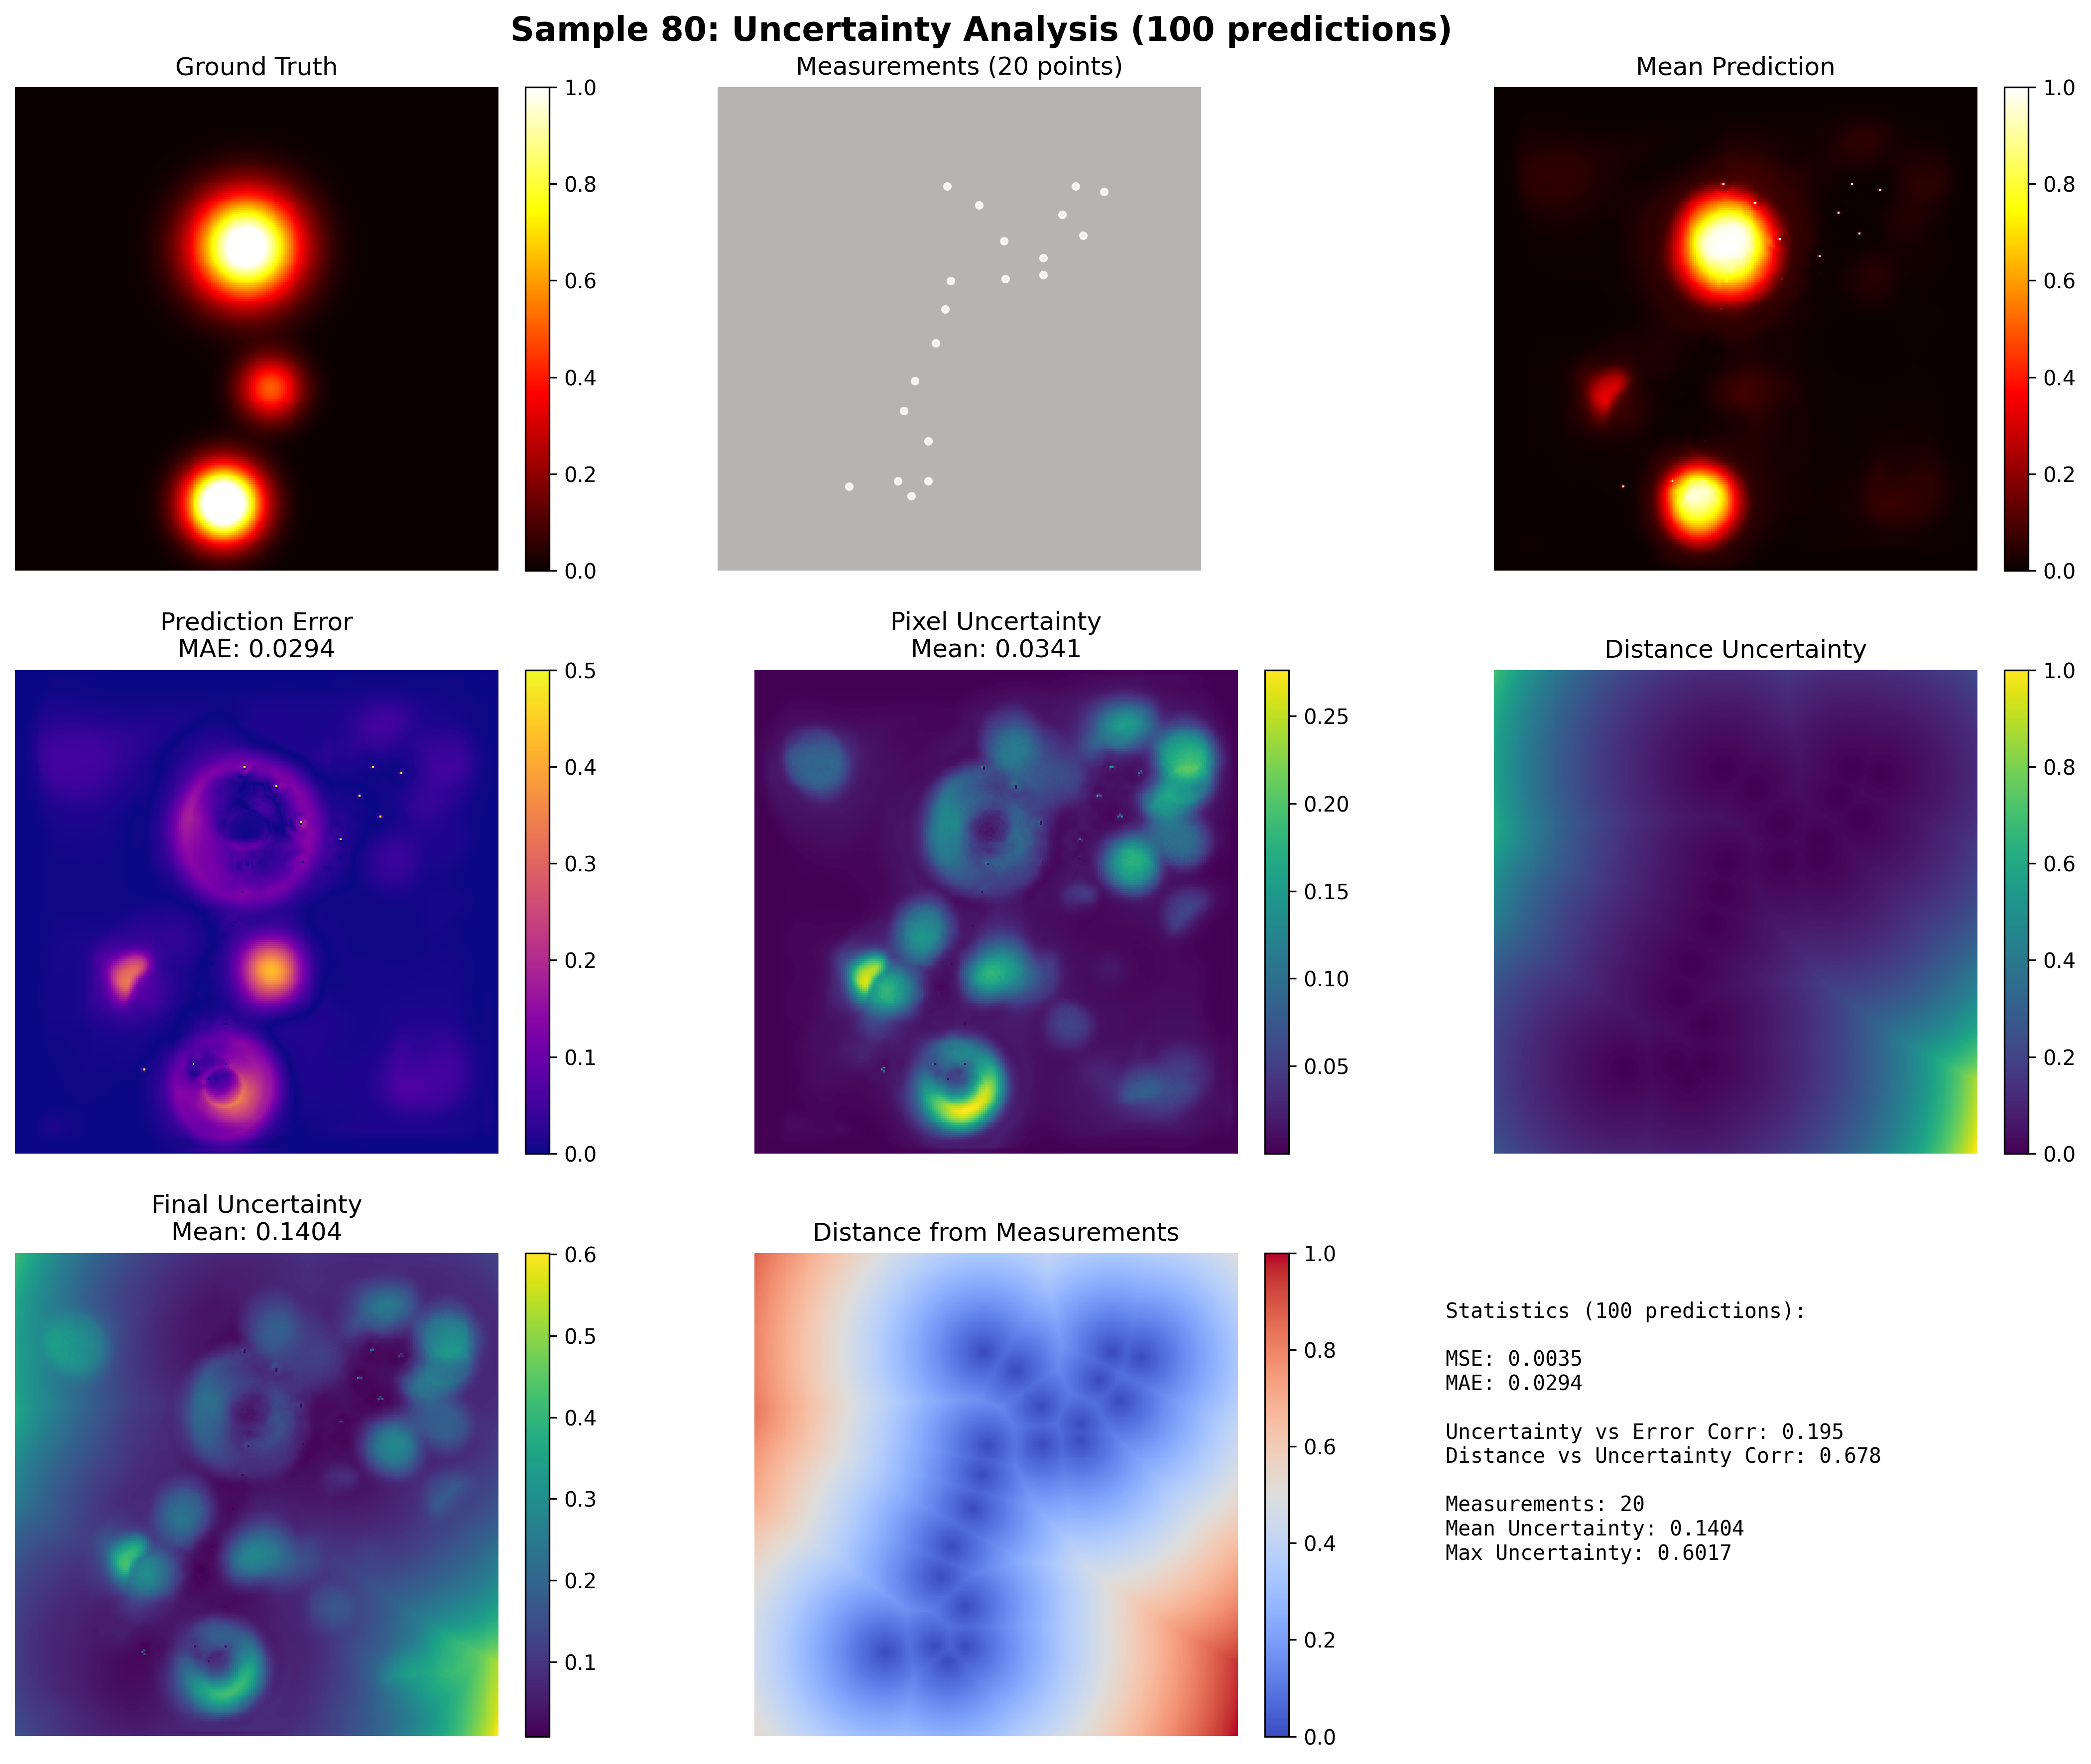 Sample 80: Uncertainty Analysis (100 predictions)
Ground Truth
1.0
0.8
0.6
0.4
0.2
0.0
Measurements (20 points)
Mean Prediction
1.0
0.8
0.6
0.4
0.2
0.0
Prediction Error
MAE: 0.0294
0.5
0.4
0.3
0.2
0.1
0.0
Pixel Uncertainty
Mean: 0.0341
0.25
0.20
0.15
0.10
0.05
Distance Uncertainty
1.0
0.8
0.6
0.4
0.2
0.0
Final Uncertainty
Mean: 0.1404
0.6
0.5
0.4
0.3
0.2
0.1
Distance from Measurements
1.0
0.8
0.6
0.4
0.2
0.0
Statistics (100 predictions):
MSE: 0.0035
MAE: 0.0294
Uncertainty vs Error Corr: 0.195
Distance vs Uncertainty Corr: 0.678
Measurements: 20
Mean Uncertainty: 0.1404
Max Uncertainty: 0.6017